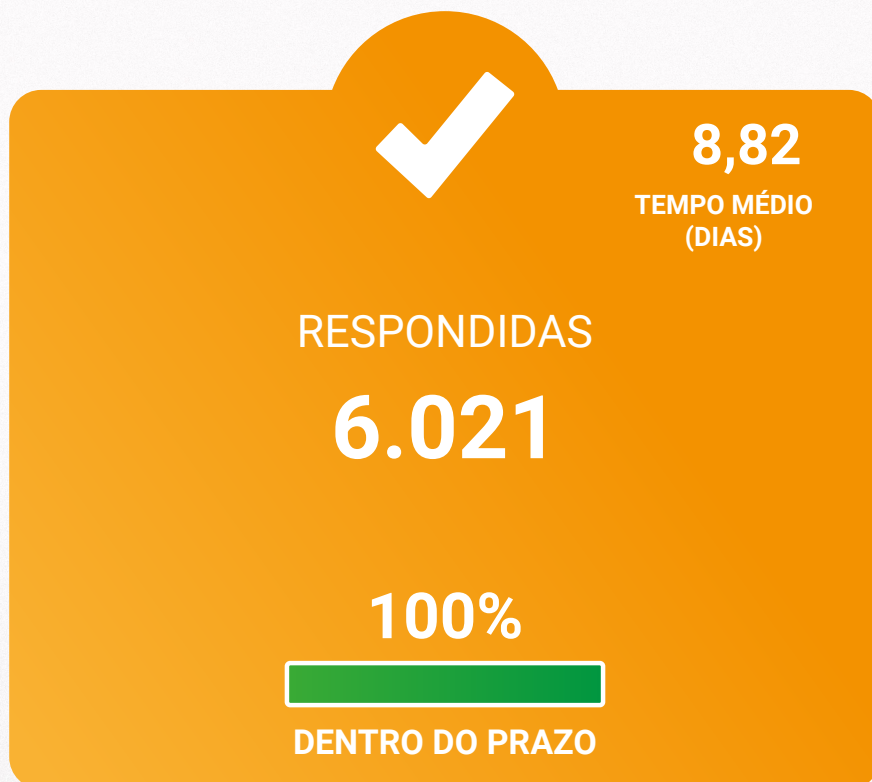 8,82
TEMPO MÉDIO
(DIAS)
RESPONDIDAS
6.021
100%
DENTRO DO PRAZO